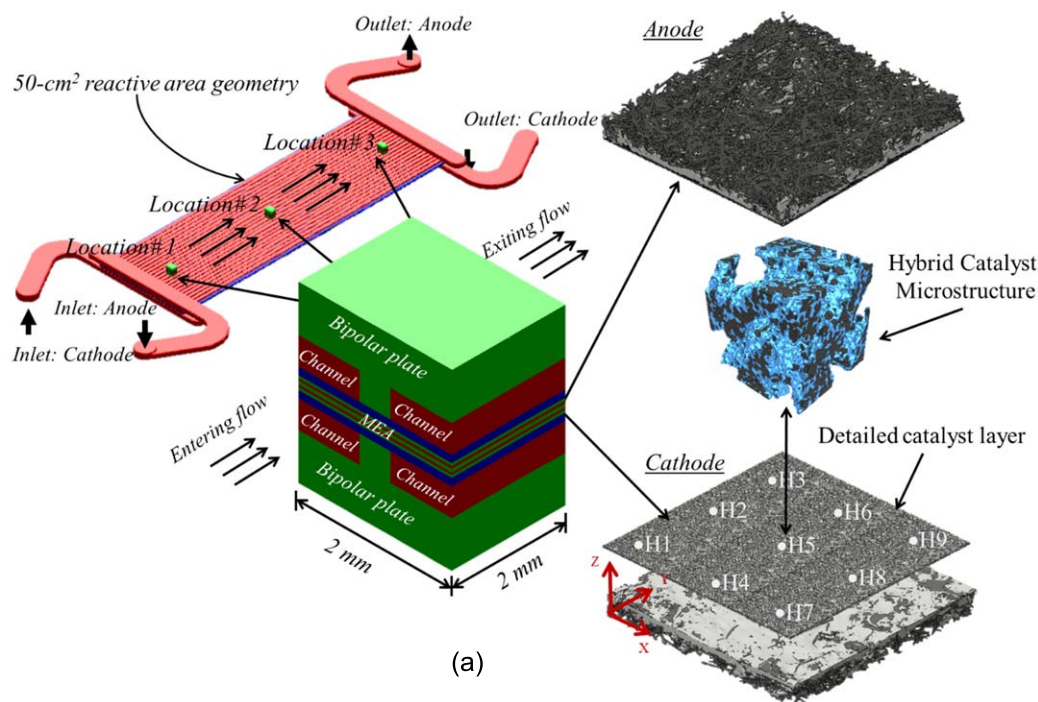 Outlet: Anode
Anode
50-cm² reactive area geometry
Outlet: Cathode
Location#3
Location#2
Location#1
Exiting flow
Hybrid Catalyst
Microstructure
Inlet: Anode
Inlet: Cathode
Bipolar plate
Channel
Channel
MEA
Channel
Channel
Bipolar plate
Entering flow
2 mm
2 mm
Detailed catalyst layer
Cathode
H3
H2
H6
H1
H5
H9
H4
H8
H7
Z
Y
X
(a)